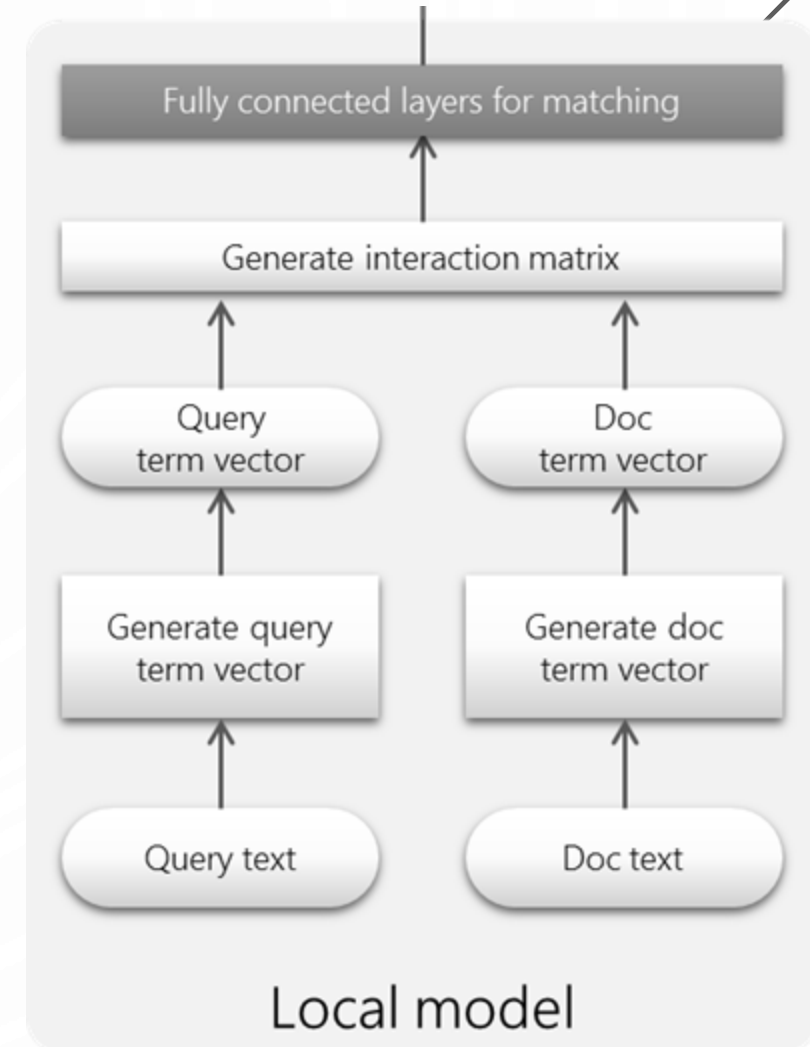 Fully connected layers for matching
Generate interaction matrix
Query
term vector
Doc
term vector
Generate query
term vector
Generate doc
term vector
Query text
Doc text
Local model